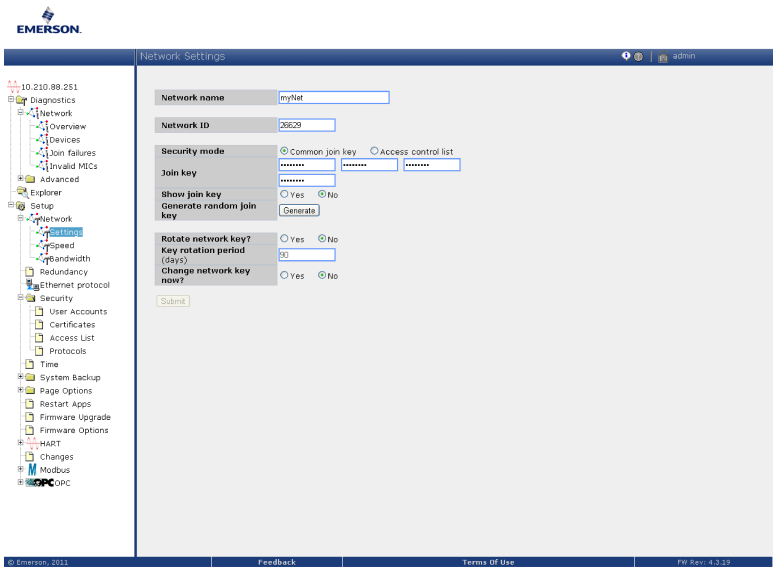 EMERSON.
Network Settings
admin
10.210.88.251
Diagnostics
Network
Overview
Devices
Join failures
Invalid MICs
Advanced
Explorer
Setup
Network
Settings
Speed
Bandwidth
Redundancy
Ethernet protocol
Security
User Accounts
Certificates
Access List
Protocols
Time
System Backup
Page Options
Restart Apps
Firmware Upgrade
Firmware Options
HART
Changes
M Modbus
OPC OPC
Network name myNet
Network ID 26629
Security mode Common join key Access control list
Join key •••••••• •••••••• ••••••••
••••••••
Show join key Yes No
Generate random join
key Generate
Rotate network key? Yes No
Key rotation period
(days) 90
Change network key
now? Yes No
Submit
© Emerson, 2011 Feedback Terms Of Use FW Rev: 4.3.19